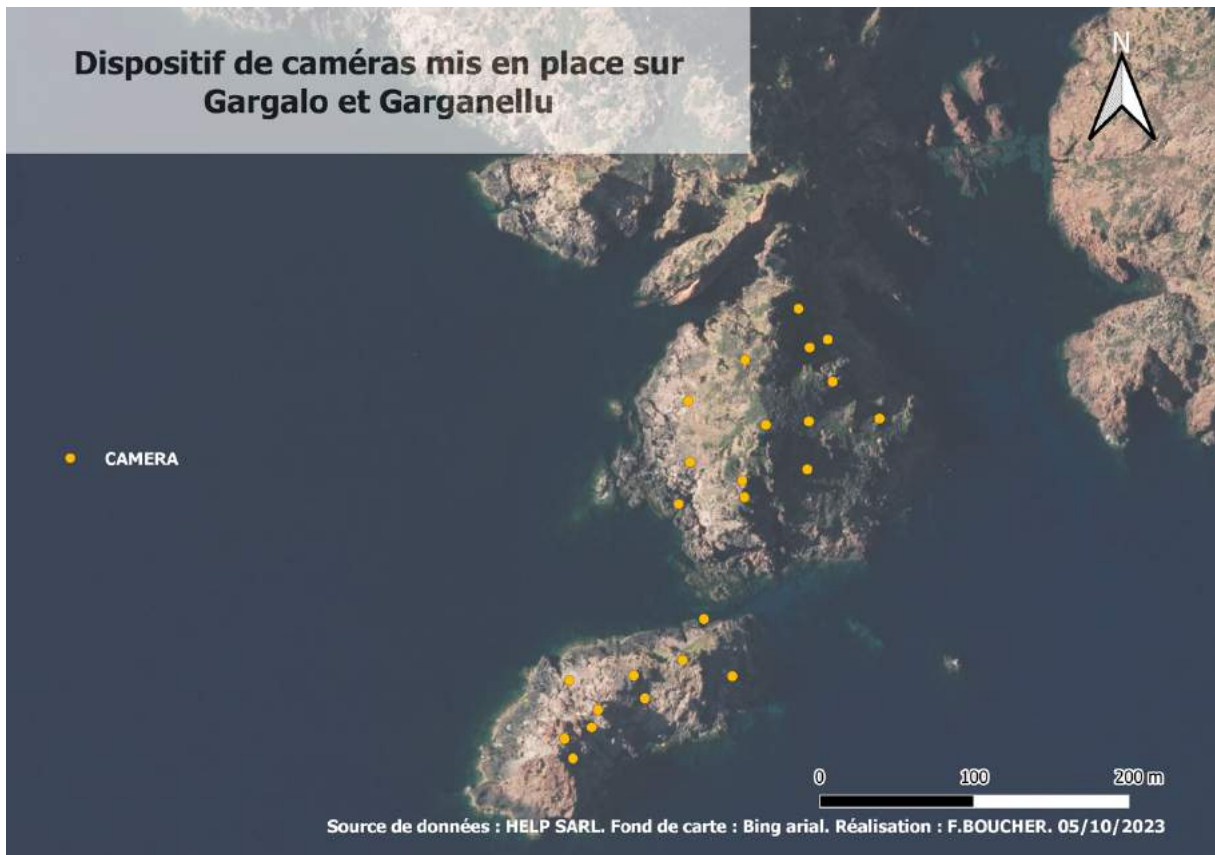 Dispositif de caméras mis en place sur
Gargalo et Garganellu
N
CAMERA
0 100 200 m
Source de données : HELP SARL. Fond de carte : Bing arial. Réalisation : F.BOUCHER. 05/10/2023